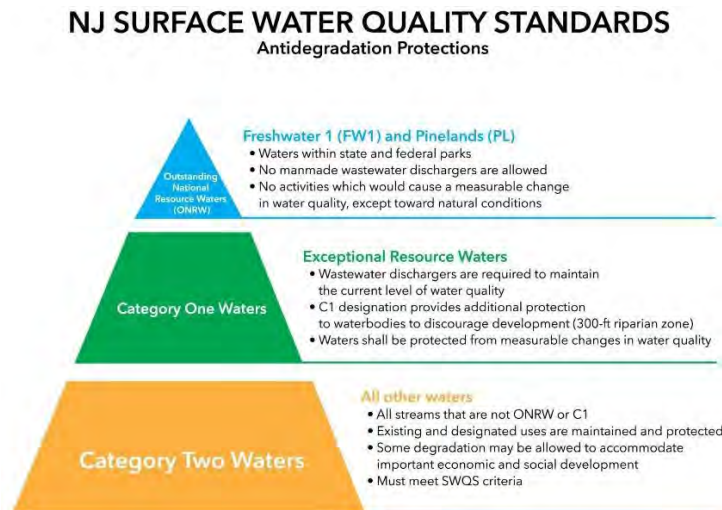 NJ SURFACE WATER QUALITY STANDARDS
Antidegradation Protections
Outstanding
National
Resource Waters
(ONRW)
Freshwater 1 (FW1) and Pinelands (PL)
• Waters within state and federal parks
• No manmade wastewater dischargers are allowed
• No activities which would cause a measurable change
in water quality, except toward natural conditions
Category One Waters
Exceptional Resource Waters
• Wastewater dischargers are required to maintain
the current level of water quality
• C1 designation provides additional protection
to waterbodies to discourage development (300-ft riparian zone)
• Waters shall be protected from measurable changes in water quality
Category Two Waters
All other waters
• All streams that are not ONRW or C1
• Existing and designated uses are maintained and protected
• Some degradation may be allowed to accommodate
important economic and social development
• Must meet SWQS criteria